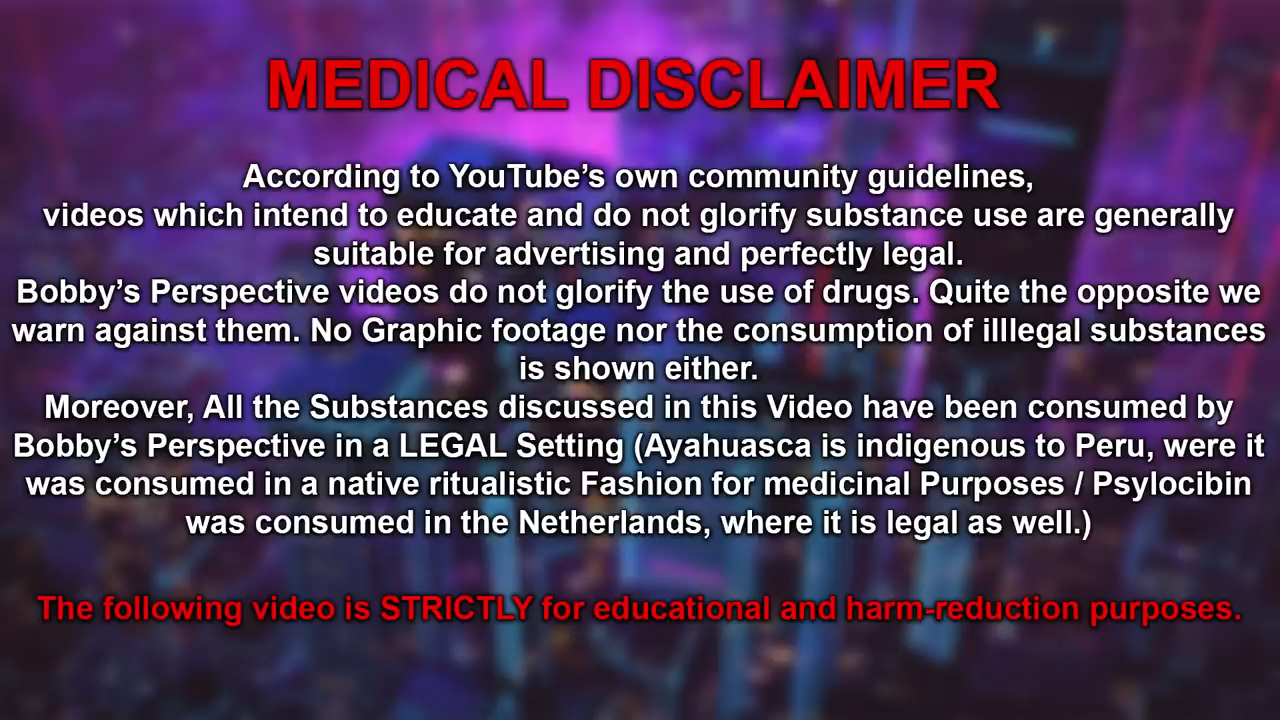 MEDICAL DISCLAIMER
According to YouTube’s own community guidelines,
videos which intend to educate and do not glorify substance use are generally
suitable for advertising and perfectly legal.
Bobby’s Perspective videos do not glorify the use of drugs. Quite the opposite we
warn against them. No Graphic footage nor the consumption of illlegal substances
is shown either.
Moreover, All the Substances discussed in this Video have been consumed by
Bobby’s Perspective in a LEGAL Setting (Ayahuasca is indigenous to Peru, were it
was consumed in a native ritualistic Fashion for medicinal Purposes / Psylocibin
was consumed in the Netherlands, where it is legal as well.)
The following video is STRICTLY for educational and harm-reduction purposes.